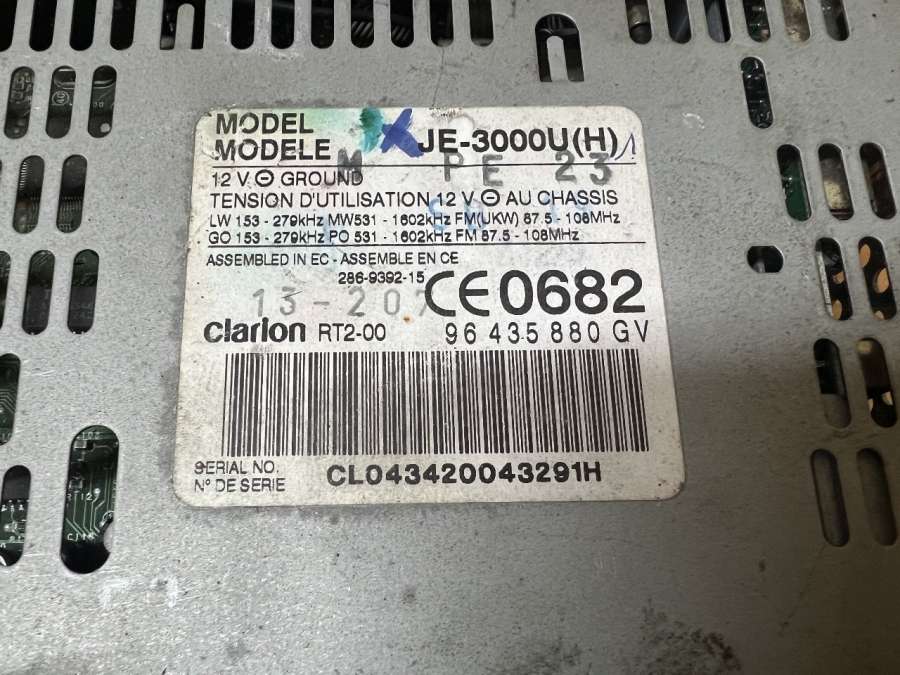 MODEL
MODELE JE-3000U(H)
M PE 23
12 V ⊖ GROUND
TENSION D'UTILISATION 12 V ⊖ AU CHASSIS
LW 153 - 279kHz MW531 - 1602kHz FM(UKW) 87.5 - 108MHz
GO 153 - 279kHz PO 531 - 1602kHz FM 87.5 - 108MHz
ASSEMBLED IN EC - ASSEMBLE EN CE
286-9392-15
13-207
CE0682
Clarion RT2-00 96 435 880 GV
SERIAL NO.
N° DE SERIE
CL043420043291H